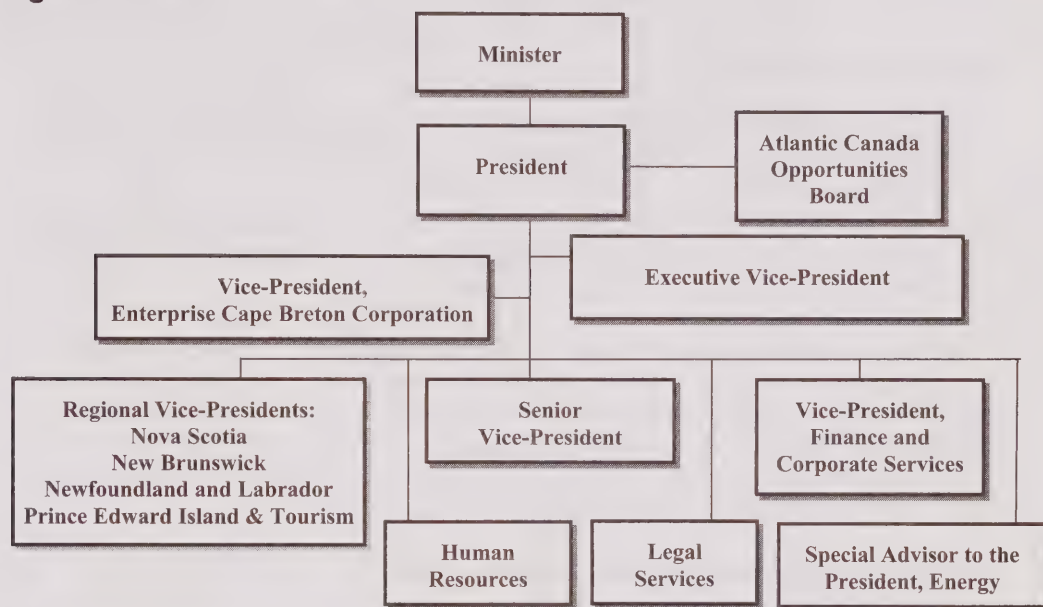 Minister
President
Atlantic Canada
Opportunities
Board
Executive Vice-President
Vice-President,
Enterprise Cape Breton Corporation
Regional Vice-Presidents:
Nova Scotia
New Brunswick
Newfoundland and Labrador
Prince Edward Island & Tourism
Senior
Vice-President
Vice-President,
Finance and
Corporate Services
Human
Resources
Legal
Services
Special Advisor to the
President, Energy